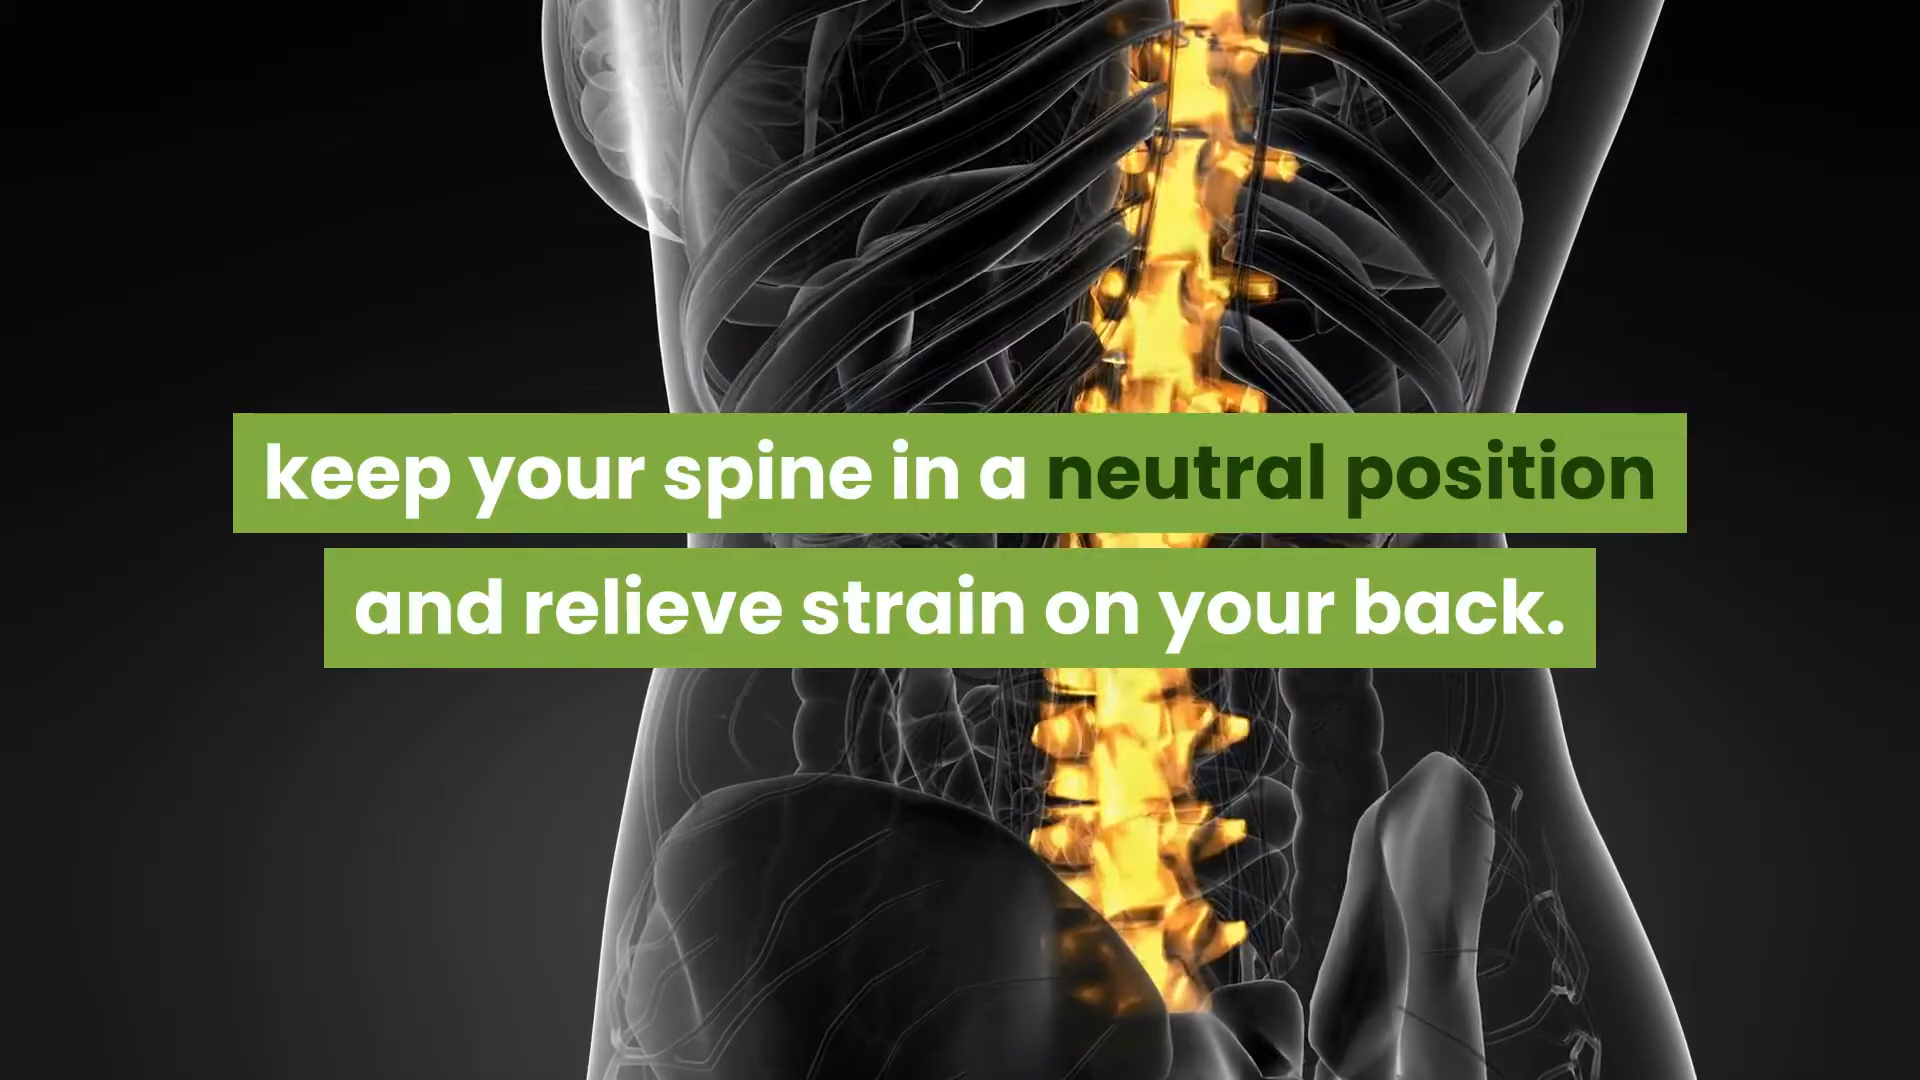 keep your spine in a neutral position
and relieve strain on your back.